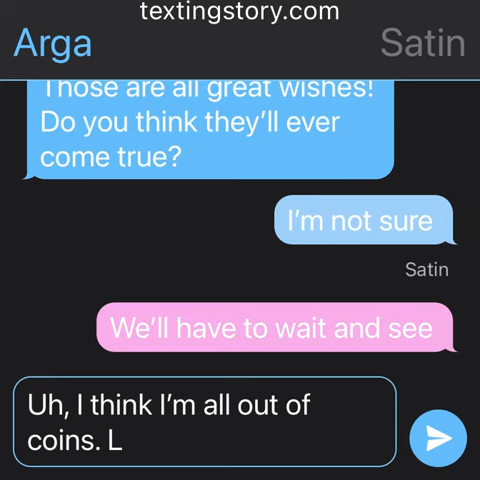 textingstory.com
Arga
Satin
Those are all great wishes!
Do you think they’ll ever
come true?
I’m not sure
Satin
We’ll have to wait and see
Uh, I think I’m all out of
coins. L